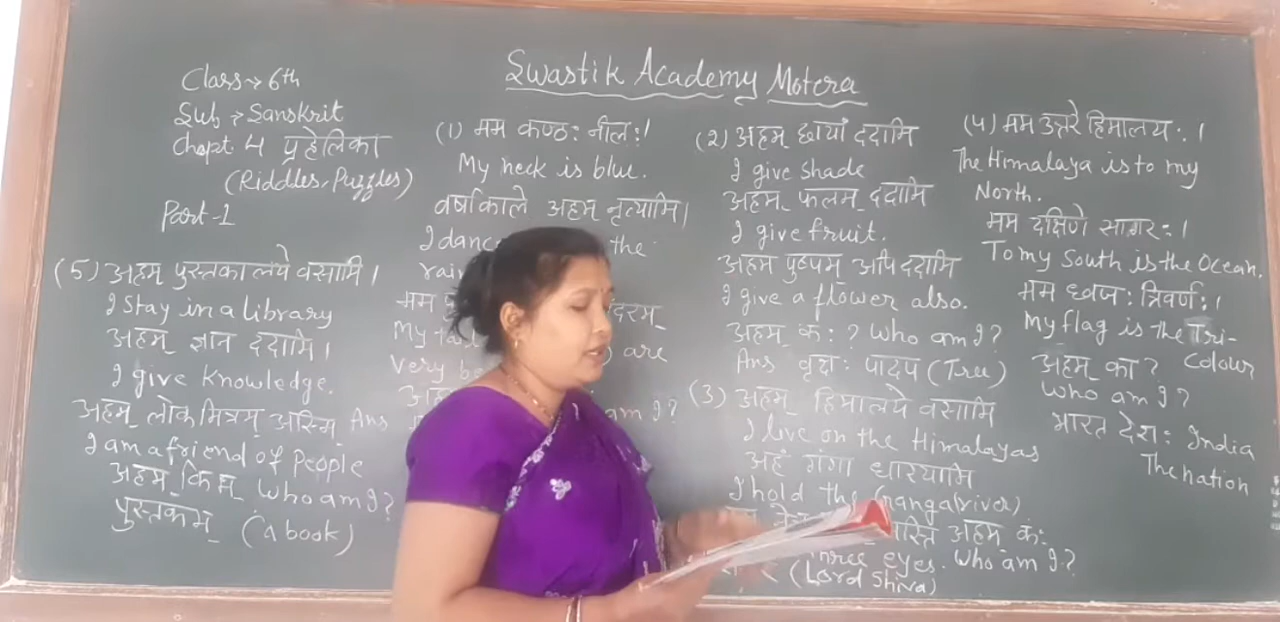 Swastik Academy Motera
Class → 6th
Sub → Sanskrit
Chapt. 4 प्रहेलिका
(Riddles, Puzzles)
Part-1
(1) मम कण्ठः नीलः।
My neck is blue.
वर्षाकाले अहम् नृत्यामि।
I dance the
मम
My
very are
am I?
Ans
(2) अहम् छायाँ ददामि
I give shade
अहम् फलम् ददामि
I give fruit.
अहम पुष्पम् अपि ददामि
I give a flower also.
अहम् कः ? Who am I?
Ans वृक्षः पादप (Tree)
(3) अहम् हिमालये वसामि
I live on the Himalayas
अहं गंगा धारयामि
I hold the Ganga(river)
अहम् कः
Three eyes. Who am I?
(Lord Shiva)
(4) मम उत्तरे हिमालयः।
The Himalaya is to my
North.
मम दक्षिणे सागरः।
To my South is the Ocean.
मम ध्वजः त्रिवर्णः।
My flag is the Tri-
Colour
अहम् का ?
Who am I?
भारत देशः India
The nation
(5) अहम् पुस्तकालये वसामि।
I Stay in a library
अहम् ज्ञान ददामि।
I give Knowledge.
अहम् लोकमित्रम् अस्मि
I am a friend of People
अहम् किम् Who am I?
पुस्तकम् (a book)